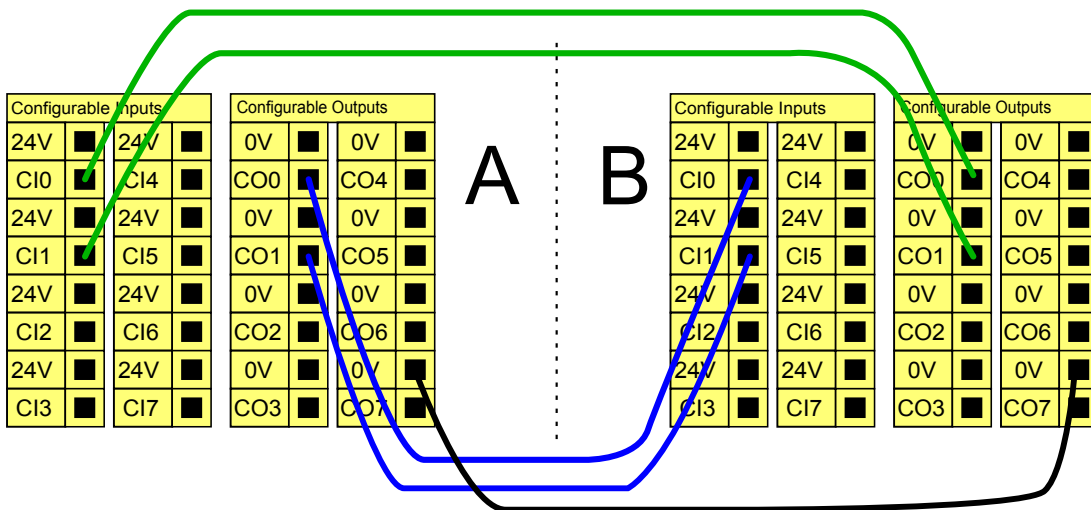 Configurable Inputs Configurable Outputs Configurable Inputs Configurable Outputs
24V 24V 0V 0V A B 24V 24V 0V 0V
CI0 CI4 CO0 CO4 CI0 CI4 CO0 CO4
24V 24V 0V 0V 24V 24V 0V 0V
CI1 CI5 CO1 CO5 CI1 CI5 CO1 CO5
24V 24V 0V 0V 24V 24V 0V 0V
CI2 CI6 CO2 CO6 CI2 CI6 CO2 CO6
24V 24V 0V 0V 24V 24V 0V 0V
CI3 CI7 CO3 CO7 CI3 CI7 CO3 CO7